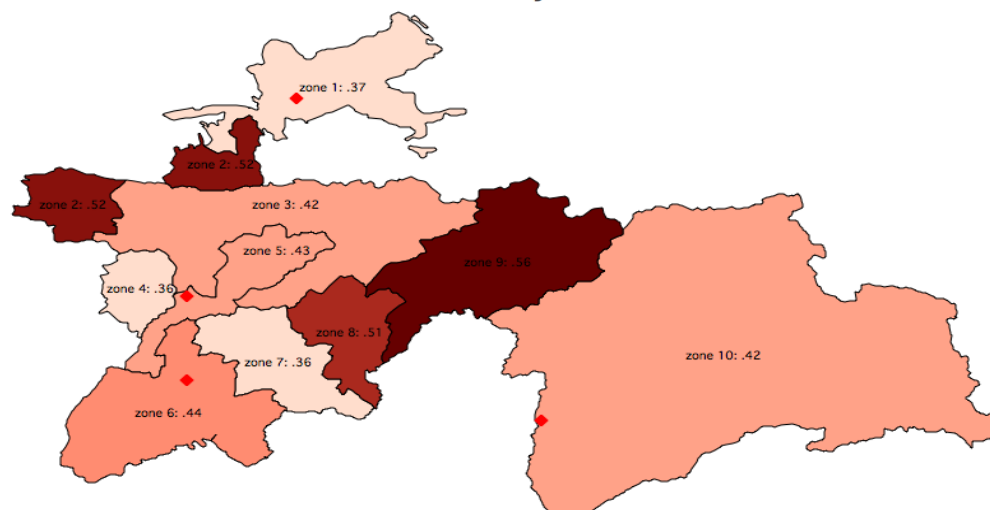 zone 1: .37
zone 2: .52
zone 2: .52
zone 3: .42
zone 5: .43
zone 9: .56
zone 4: .36
zone 8: .51
zone 10: .42
zone 7: .36
zone 6: .44